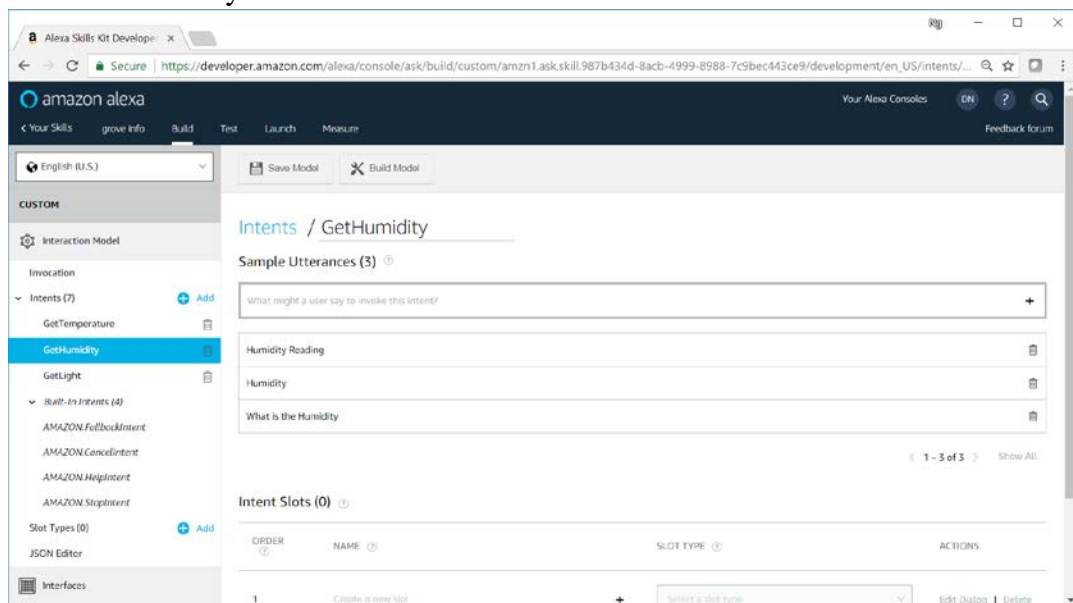 Alexa Skills Kit Develope
Secure https://developer.amazon.com/alexa/console/ask/build/custom/amzn1.ask.skill.987b434d-8acb-4999-8988-7c9bec443ce9/development/en_US/intents/...
amazon alexa
Your Alexa Consoles DN ?
< Your Skills grove info Build Test Launch Measure Feedback forum
English (U.S.)
Save Model Build Model
CUSTOM
Intents / GetHumidity
Interaction Model
Sample Utterances (3)
Invocation
Intents (7) Add
What might a user say to invoke this intent?
GetTemperature
GetHumidity
Humidity Reading
GetLight
Humidity
Built-In Intents (4)
What is the Humidity
AMAZON.FallbackIntent
AMAZON.CancelIntent
< 1 – 3 of 3 > Show All
AMAZON.HelpIntent
AMAZON.StopIntent
Intent Slots (0)
Slot Types (0) Add
ORDER NAME SLOT TYPE ACTIONS
JSON Editor
Interfaces
1 Create a new slot Select a slot type Edit Dialog | Delete